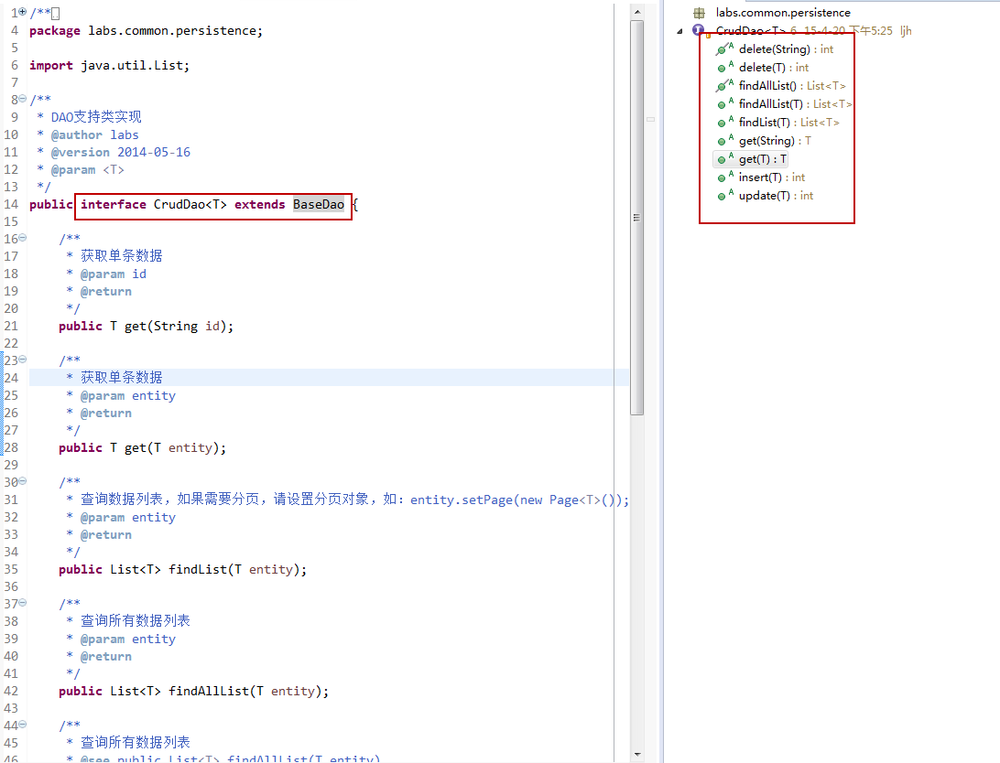 1 /**
4 package labs.common.persistence;
5
6 import java.util.List;
7
8 /**
9  * DAO支持类实现
10  * @author labs
11  * @version 2014-05-16
12  * @param <T>
13  */
14 public interface CrudDao<T> extends BaseDao {
15
16     /**
17      * 获取单条数据
18      * @param id
19      * @return
20      */
21     public T get(String id);
22
23     /**
24      * 获取单条数据
25      * @param entity
26      * @return
27      */
28     public T get(T entity);
29
30     /**
31      * 查询数据列表，如果需要分页，请设置分页对象，如：entity.setPage(new Page<T>());
32      * @param entity
33      * @return
34      */
35     public List<T> findList(T entity);
36
37     /**
38      * 查询所有数据列表
39      * @param entity
40      * @return
41      */
42     public List<T> findAllList(T entity);
43
44     /**
45      * 查询所有数据列表
46      * @see public List<T> findAllList(T entity)
labs.common.persistence
CrudDao<T> 6 15-4-20 下午5:25 ljh
delete(String) : int
delete(T) : int
findAllList() : List<T>
findAllList(T) : List<T>
findList(T) : List<T>
get(String) : T
get(T) : T
insert(T) : int
update(T) : int